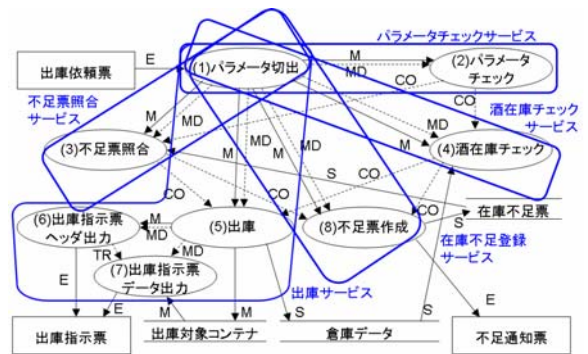 パラメータチェックサービス
出庫依頼票
E
(1)パラメータ切出
M
MD
(2)パラメータ
チェック
不足票照合
サービス
CO
CO
酒在庫チェック
サービス
M
MD
MD
M
M
M
MD
MD
M
(3)不足票照合
(4)酒在庫チェック
S
CO
CO
CO
在庫不足票
(6)出庫指示票
ヘッダ出力
M
MD
(5)出庫
(8)不足票作成
S
在庫不足登録
サービス
TR
MD
(7)出庫指示票
データ出力
出庫サービス
E
E
M
M
S
S
E
出庫指示票
出庫対象コンテナ
倉庫データ
不足通知票